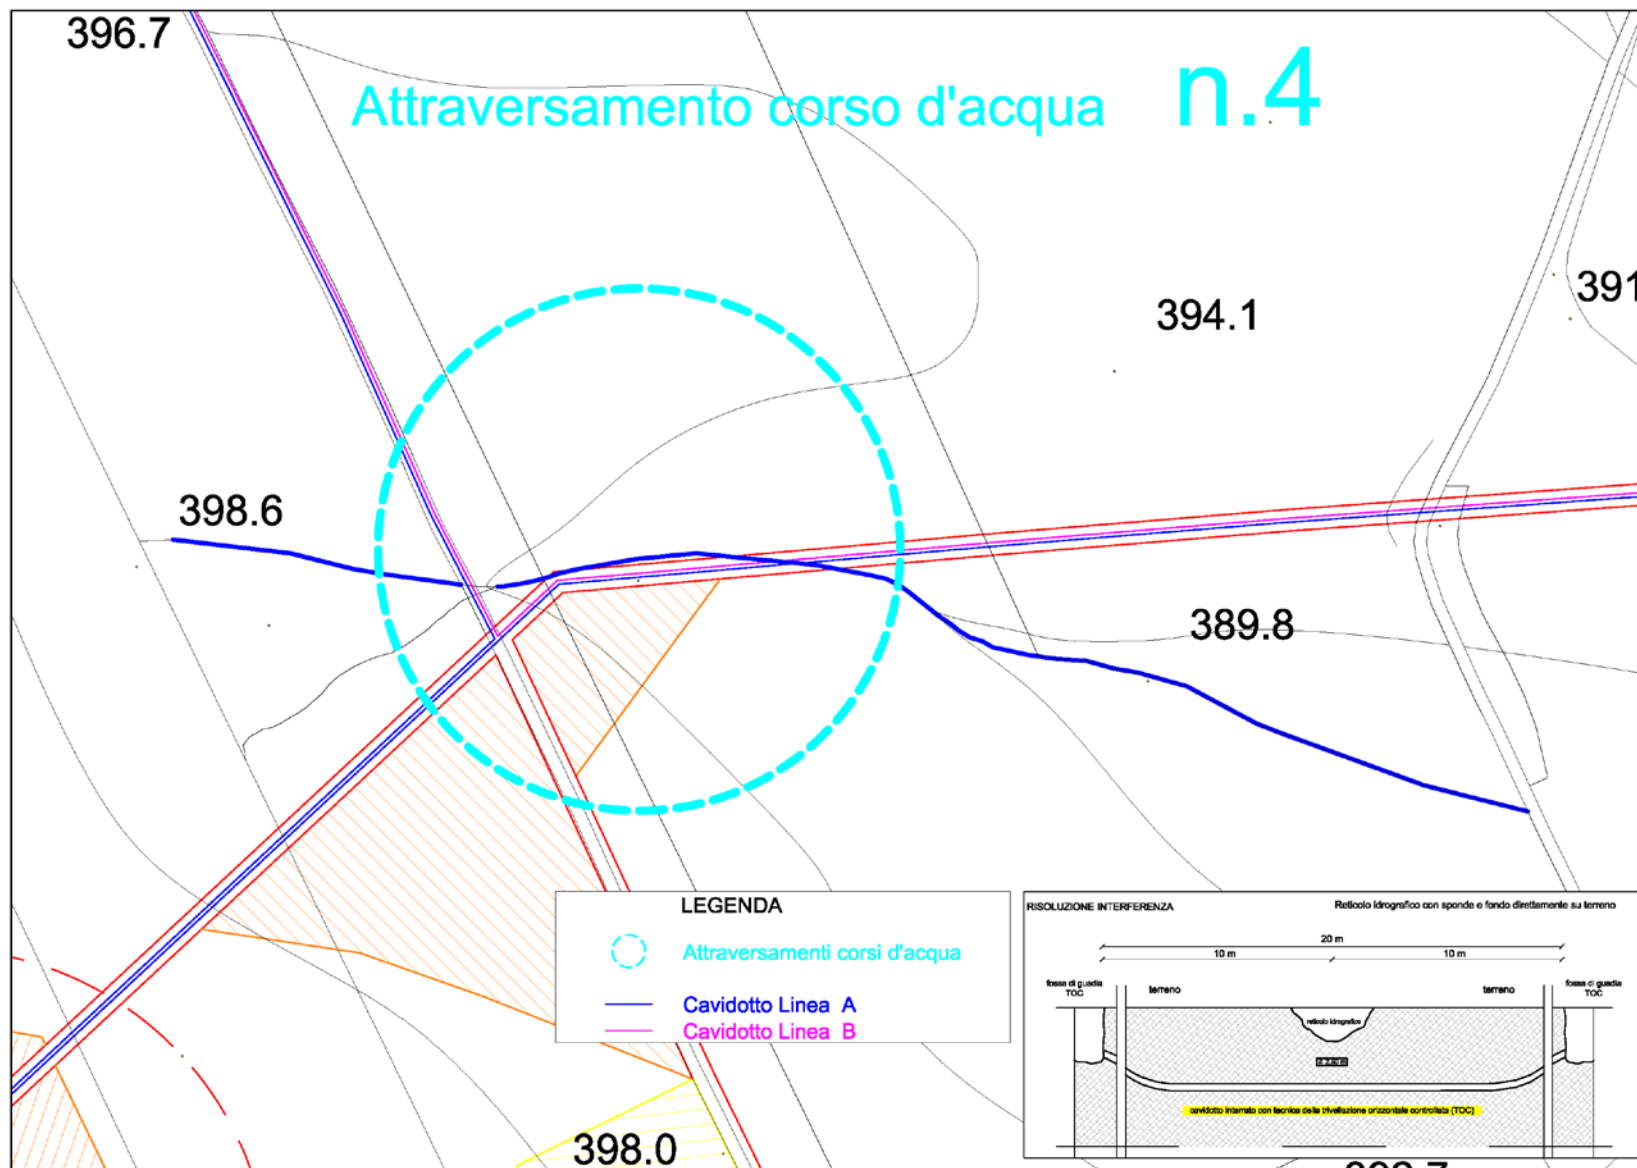 396.7
Attraversamento corso d'acqua n.4
391
394.1
398.6
389.8
LEGENDA
Attraversamenti corsi d'acqua
Cavidotto Linea A
Cavidotto Linea B
RISOLUZIONE INTERFERENZA
Reticolo idrografico con sponde e fondo direttamente su terreno
20 m
10 m
10 m
fossa di guadia
TOC
terreno
terreno
fossa di guadia
TOC
reticolo idrografico
cavidotto interrato con tecnica della trivellazione orizzontale controllata (TOC)
398.0